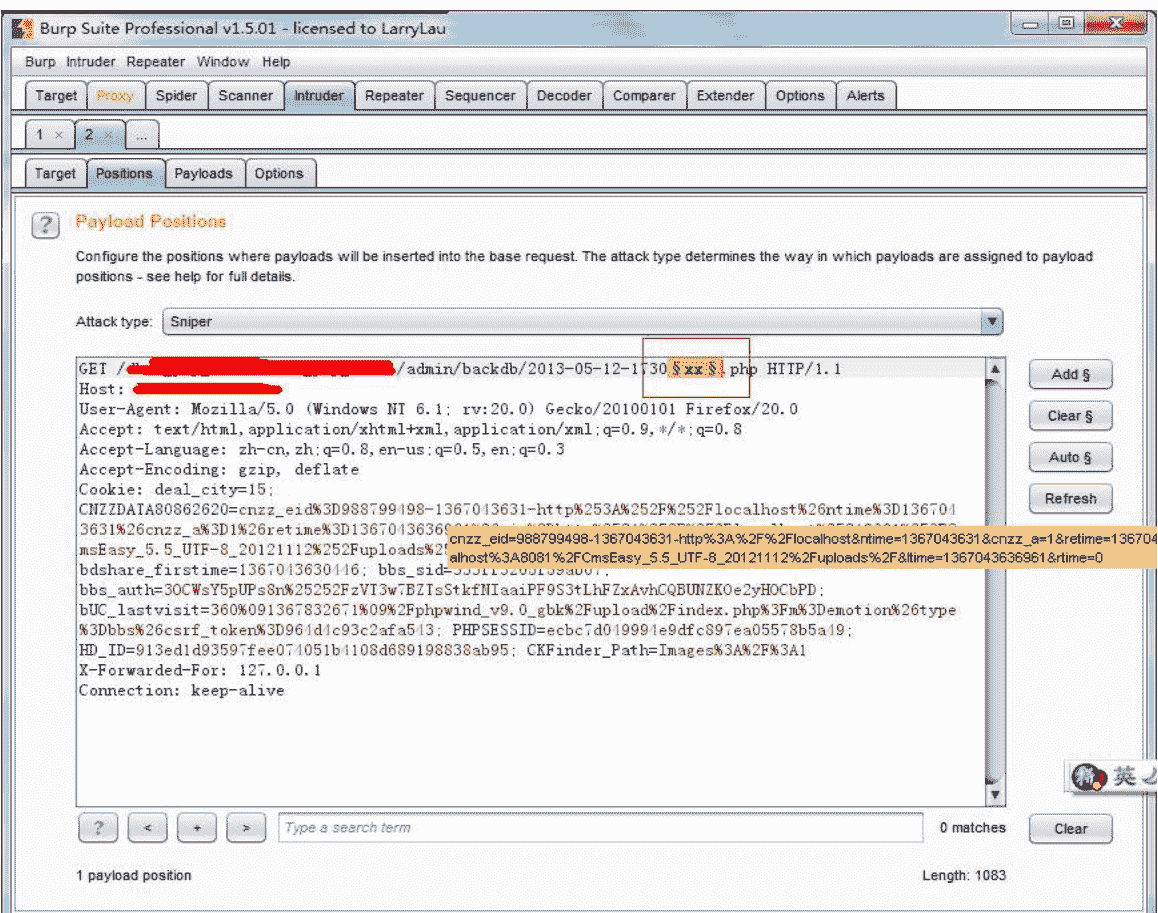 Burp Suite Professional v1.5.01 - licensed to LarryLau
Burp Intruder Repeater Window Help
Target Proxy Spider Scanner Intruder Repeater Sequencer Decoder Comparer Extender Options Alerts
1 × 2 × ...
Target Positions Payloads Options
? Payload Positions
Configure the positions where payloads will be inserted into the base request. The attack type determines the way in which payloads are assigned to payload
positions - see help for full details.
Attack type: Sniper
GET / /admin/backdb/2013-05-12-1730§xx§.php HTTP/1.1
Add §
Host:
User-Agent: Mozilla/5.0 (Windows NT 6.1; rv:20.0) Gecko/20100101 Firefox/20.0
Clear §
Accept: text/html,application/xhtml+xml,application/xml;q=0.9,*/*;q=0.8
Accept-Language: zh-cn,zh;q=0.8,en-us;q=0.5,en;q=0.3
Auto §
Accept-Encoding: gzip, deflate
Cookie: deal_city=15;
Refresh
CNZZDATA80862620=cnzz_eid%3D988799498-1367043631-http%253A%252F%252Flocalhost%26ntime%3D136704
3631%26cnzz_a%3D1%26retime%3D1367043636961
cnzz_eid=988799498-1367043631-http%3A%2F%2Flocalhost&ntime=1367043631&cnzz_a=1&retime=136704
msEasy_5.5_UTF-8_20121112%252Fuploads%2
alhost%3A8081%2FCmsEasy_5.5_UTF-8_20121112%2Fuploads%2F&ltime=1367043636961&rtime=0
bdshare_firstime=1367043630446; bbs_sid=
bbs_auth=3OCWsY5pUPs8n%25252FzVI3w7BZIsStkfNIaaiPF9S3tLhFZxAvhCQBUNZKOe2yHOCbPD;
bUC_lastvisit=360%091367832671%09%2Fphpwind_v9.0_gbk%2Fupload%2Findex.php%3Fm%3Demotion%26type
%3Dbbs%26csrf_token%3D961d4c93c2afa543; PHPSESSID=ecbc7d049994e9dfc897ea05578b5a49;
HD_ID=913ed1d93597fee074051b4108d689198838ab95; CKFinder_Path=Images%3A%2F%3A1
X-Forwarded-For: 127.0.0.1
Connection: keep-alive
英
? < + > Type a search term 0 matches Clear
1 payload position Length: 1083